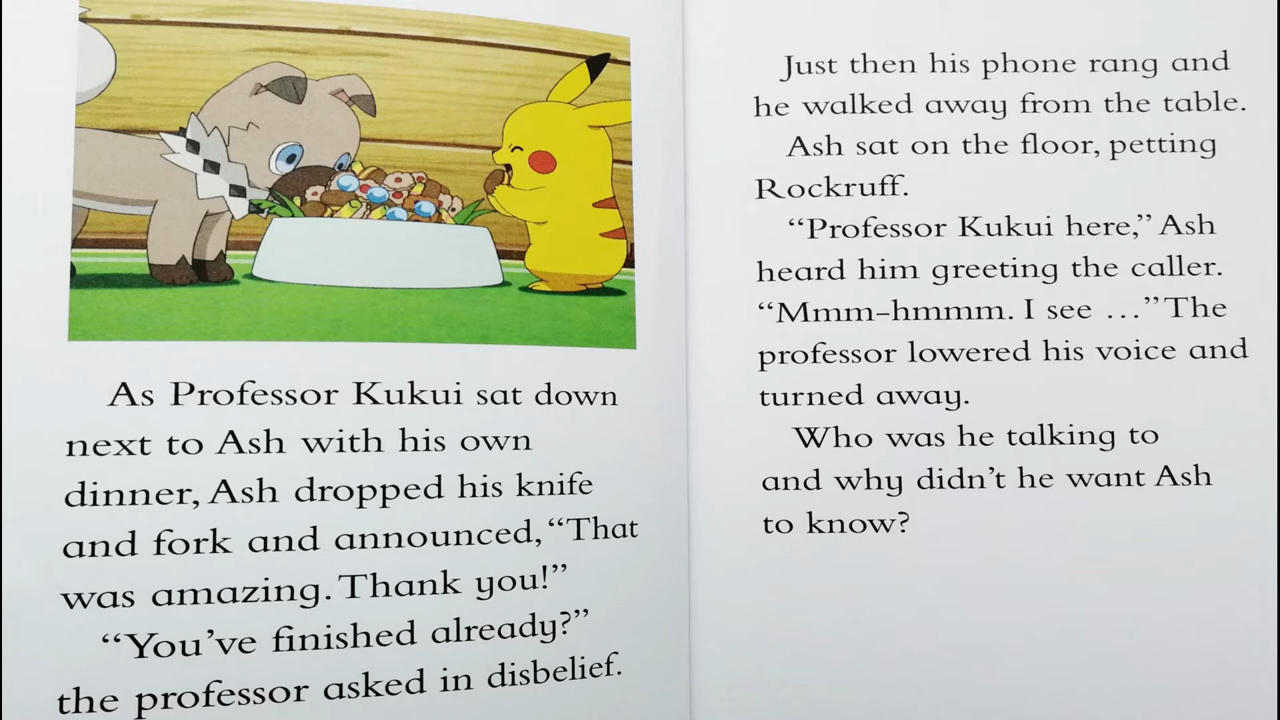 As Professor Kukui sat down
next to Ash with his own
dinner, Ash dropped his knife
and fork and announced, “That
was amazing. Thank you!”
“You’ve finished already?”
the professor asked in disbelief.
Just then his phone rang and
he walked away from the table.
Ash sat on the floor, petting
Rockruff.
“Professor Kukui here,” Ash
heard him greeting the caller.
“Mmm-hmmm. I see …” The
professor lowered his voice and
turned away.
Who was he talking to
and why didn’t he want Ash
to know?